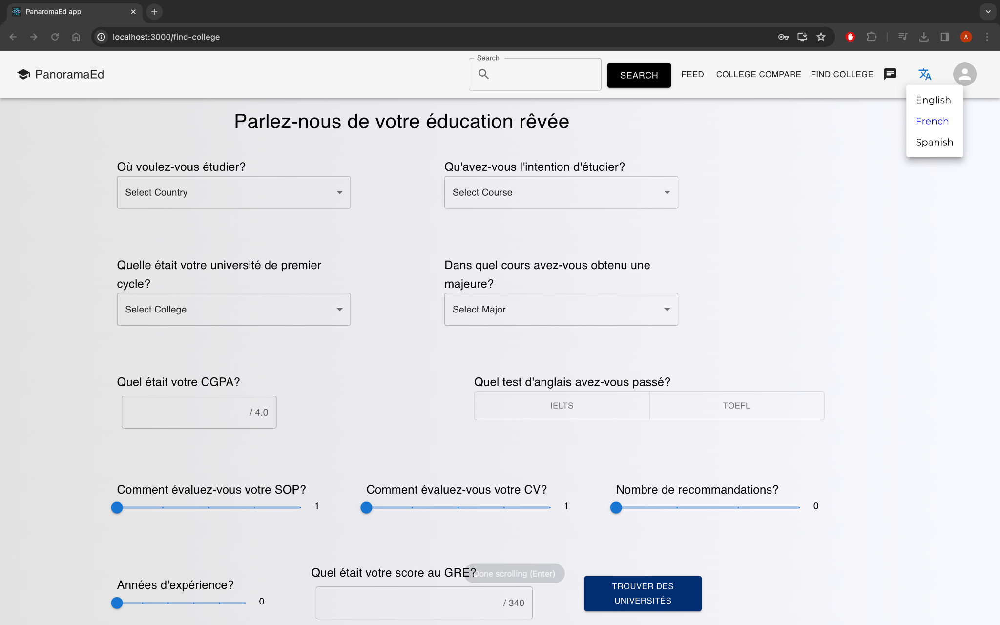 PanaromaEd app
localhost:3000/find-college
A
PanoramaEd
Search
SEARCH
FEED
COLLEGE COMPARE
FIND COLLEGE
English
French
Spanish
Parlez-nous de votre éducation rêvée
Où voulez-vous étudier?
Select Country
Qu'avez-vous l'intention d'étudier?
Select Course
Quelle était votre université de premier
cycle?
Select College
Dans quel cours avez-vous obtenu une
majeure?
Select Major
Quel était votre CGPA?
/ 4.0
Quel test d'anglais avez-vous passé?
IELTS
TOEFL
Comment évaluez-vous votre SOP?
1
Comment évaluez-vous votre CV?
1
Nombre de recommandations?
0
Années d'expérience?
0
Quel était votre score au GRE?
/ 340
Done scrolling (Enter)
TROUVER DES
UNIVERSITÉS